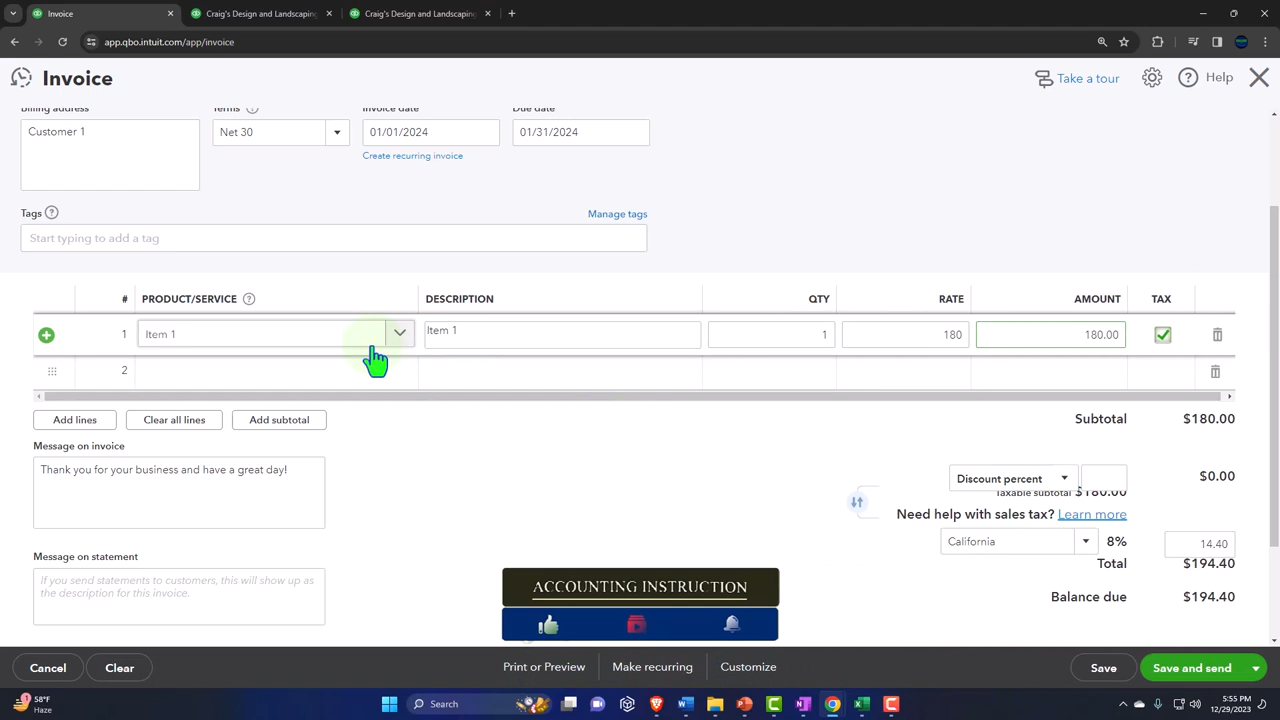 Invoice
Craig's Design and Landscaping
Craig's Design and Landscaping
app.qbo.intuit.com/app/invoice
Invoice
Take a tour
Help
Billing address
Terms
Invoice date
Due date
Customer 1
Net 30
01/01/2024
01/31/2024
Create recurring invoice
Tags
Manage tags
Start typing to add a tag
# PRODUCT/SERVICE DESCRIPTION QTY RATE AMOUNT TAX
1 Item 1 Item 1 1 180 180.00
2
Add lines
Clear all lines
Add subtotal
Subtotal $180.00
Message on invoice
Thank you for your business and have a great day!
Discount percent
$0.00
Taxable subtotal $180.00
Need help with sales tax? Learn more
California 8% 14.40
Message on statement
If you send statements to customers, this will show up as
the description for this invoice.
Total $194.40
Balance due $194.40
ACCOUNTING INSTRUCTION
Cancel
Clear
Print or Preview
Make recurring
Customize
Save
Save and send
1
58°F
Haze
Search
5:55 PM
12/29/2023